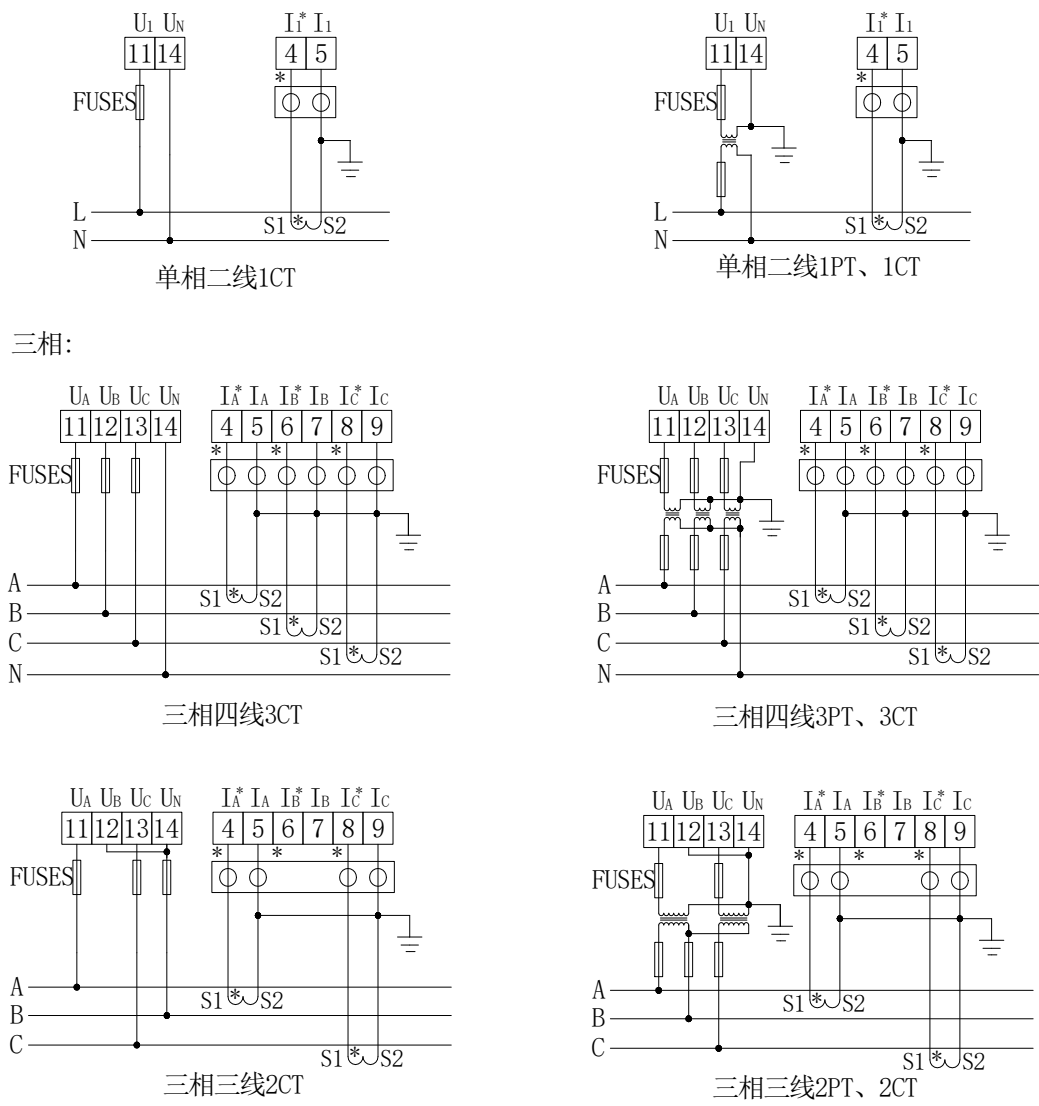 U1 UN I1* I1
11 14 4 5
*
FUSES
L
S1 * S2
N
单相二线1CT
U1 UN I1* I1
11 14 4 5
*
FUSES
L
S1 * S2
N
单相二线1PT、1CT
三相:
UA UB UC UN IA* IA IB* IB IC* IC
11 12 13 14 4 5 6 7 8 9
* * *
FUSES
A
S1 * S2
B
S1 * S2
C
S1 * S2
N
三相四线3CT
UA UB UC UN IA* IA IB* IB IC* IC
11 12 13 14 4 5 6 7 8 9
* * *
FUSES
A
S1 * S2
B
S1 * S2
C
S1 * S2
N
三相四线3PT、3CT
UA UB UC UN IA* IA IB* IB IC* IC
11 12 13 14 4 5 6 7 8 9
* * *
FUSES
A
S1 * S2
B
C
S1 * S2
三相三线2CT
UA UB UC UN IA* IA IB* IB IC* IC
11 12 13 14 4 5 6 7 8 9
* * *
FUSES
A
S1 * S2
B
C
S1 * S2
三相三线2PT、2CT